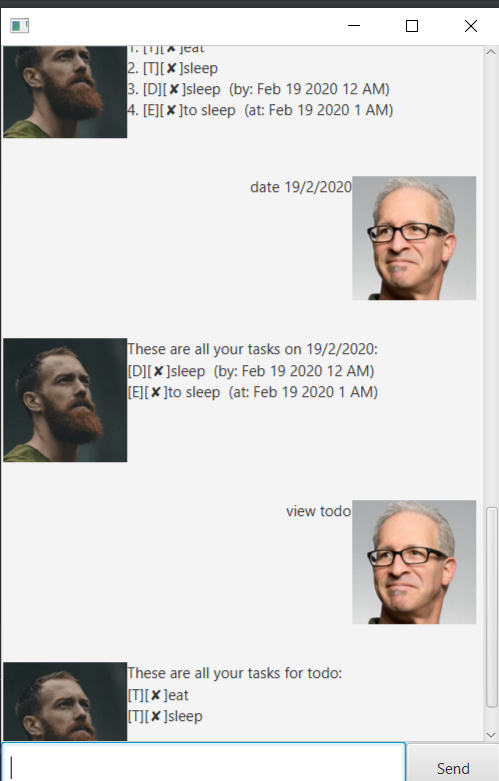 1. [T][✘]eat
2. [T][✘]sleep
3. [D][✘]sleep  (by: Feb 19 2020 12 AM)
4. [E][✘]to sleep  (at: Feb 19 2020 1 AM)
date 19/2/2020
These are all your tasks on 19/2/2020:
[D][✘]sleep  (by: Feb 19 2020 12 AM)
[E][✘]to sleep  (at: Feb 19 2020 1 AM)
view todo
These are all your tasks for todo:
[T][✘]eat
[T][✘]sleep
Send